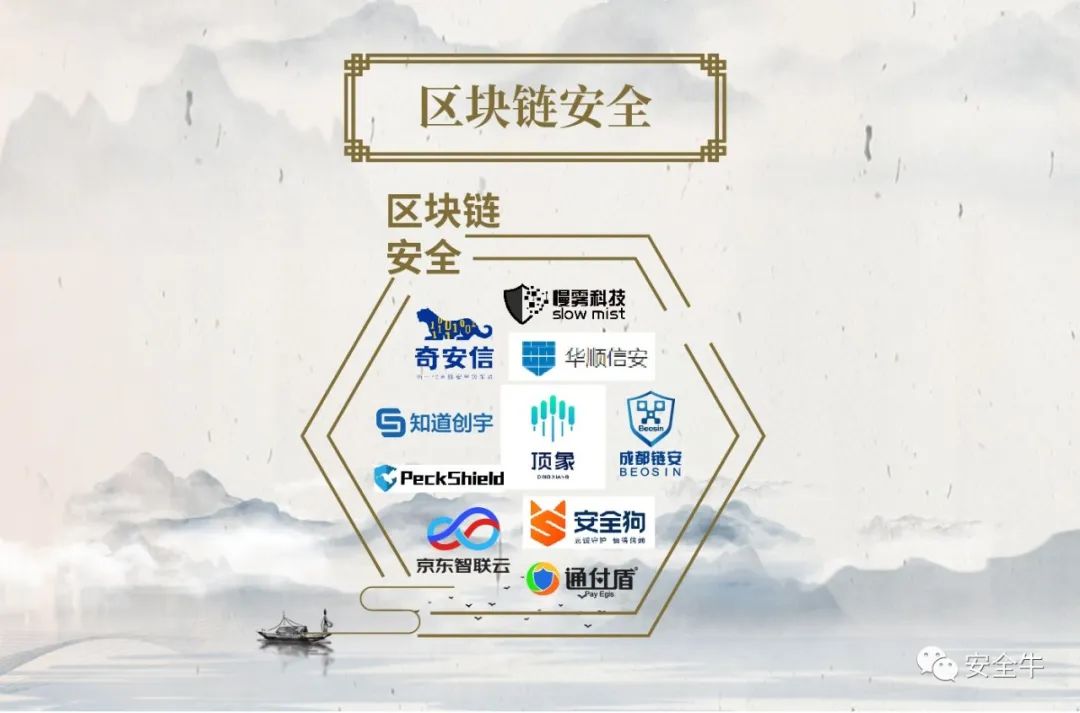 区块链安全
区块链
安全
慢雾科技
slow mist
奇安信
华顺信安
知道创宇
顶象
DINGXIANG
Beosin
成都链安
BEOSIN
PeckShield
安全狗
京东智联云
通付盾®
Pay Egis
安全牛